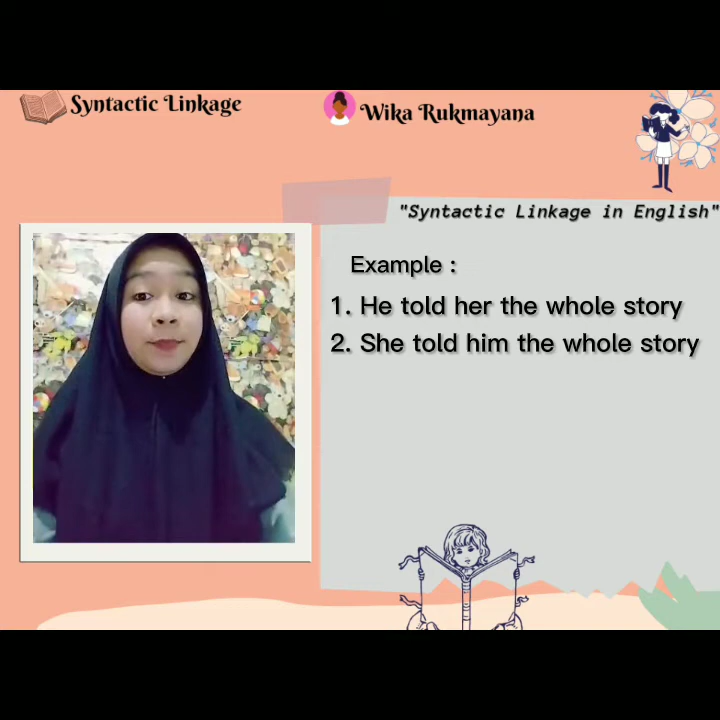 Syntactic Linkage
Wika Rukmayana
"Syntactic Linkage in English"
Example :
1. He told her the whole story
2. She told him the whole story